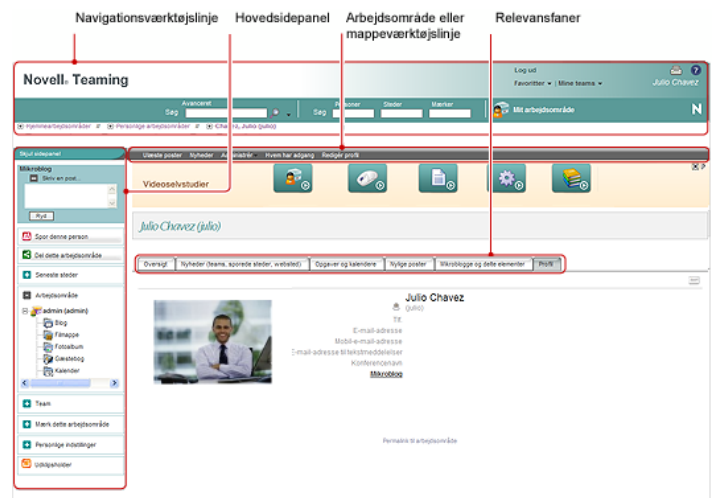 Navigationsværktøjslinje
Hovedsidepanel
Arbejdsområde eller
mappeværktøjslinje
Relevansfaner
Novell® Teaming
Log ud
Favoritter | Mine teams
Julio Chavez
Søg
Avanceret
Søg
Personer
Steder
Mærker
Mit arbejdsområde
N
Hjemmearbejdsområder // Personlige arbejdsområder // Chavez, Julio (julio)
Skjul sidepanel
Ulæste poster Nyheder Administrér Hvem har adgang Redigér profil
Mikroblog
Skriv en post...
Ryd
Videoselvstudier
Julio Chavez (julio)
Spor denne person
Del dette arbejdsområde
Seneste steder
Oversigt
Nyheder (teams, sporede steder, websted)
Opgaver og kalendere
Nylige poster
Mikroblogge og delte elementer
Profil
Arbejdsområde
admin (admin)
Blog
Filmappe
Fotoalbum
Gæstebog
Kalender
Julio Chavez
(julio)
Tlf.
E-mail-adresse
Mobil-e-mail-adresse
E-mail-adresse til tekstmeddelelser
Konferencenavn
Mikroblog
Team
Mærk dette arbejdsområde
Personlige indstillinger
Udklipsholder
Permalink til arbejdsområde